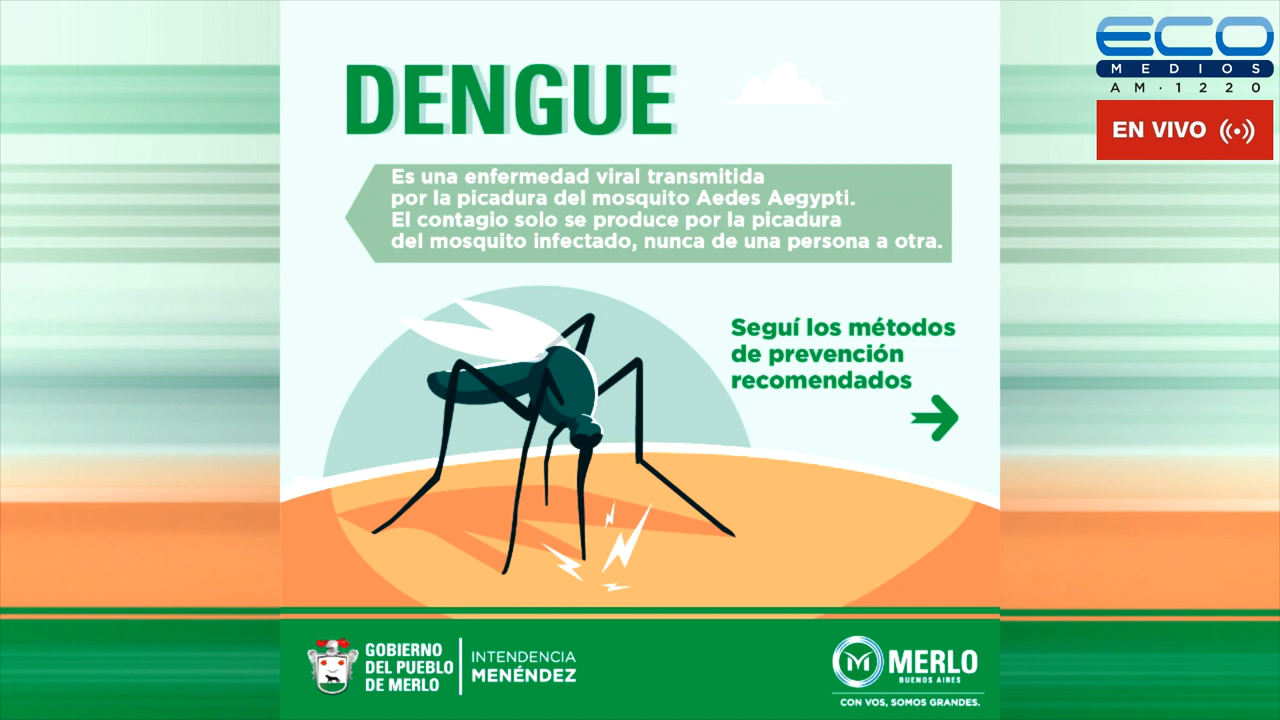 DENGUE
Es una enfermedad viral transmitida
por la picadura del mosquito Aedes Aegypti.
El contagio solo se produce por la picadura
del mosquito infectado, nunca de una persona a otra.
Seguí los métodos
de prevención
recomendados
GOBIERNO
DEL PUEBLO
DE MERLO
INTENDENCIA
MENÉNDEZ
MERLO
BUENOS AIRES
CON VOS, SOMOS GRANDES.
ECO
MEDIOS
AM·1220
EN VIVO